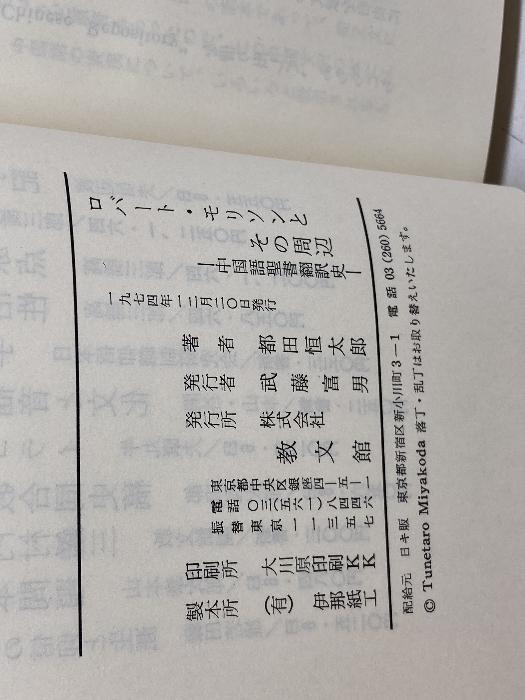 ロバート・モリソンと
その周辺
―中国語聖書翻訳史―
一九七四年一二月二〇日発行
著者 都田恒太郎
発行者 武藤富男
発行所 株式会社
教文館
東京都中央区銀座四―五―一
電話〇三(五六一)八四四六
振替東京一一三五七
印刷所 大川原印刷KK
製本所 (有)伊那紙工
配給元 日キ販 東京都新宿区新小川町3―1 電話 03(260)5664
© Tunetaro Miyakoda 落丁・乱丁はお取り替えいたします。